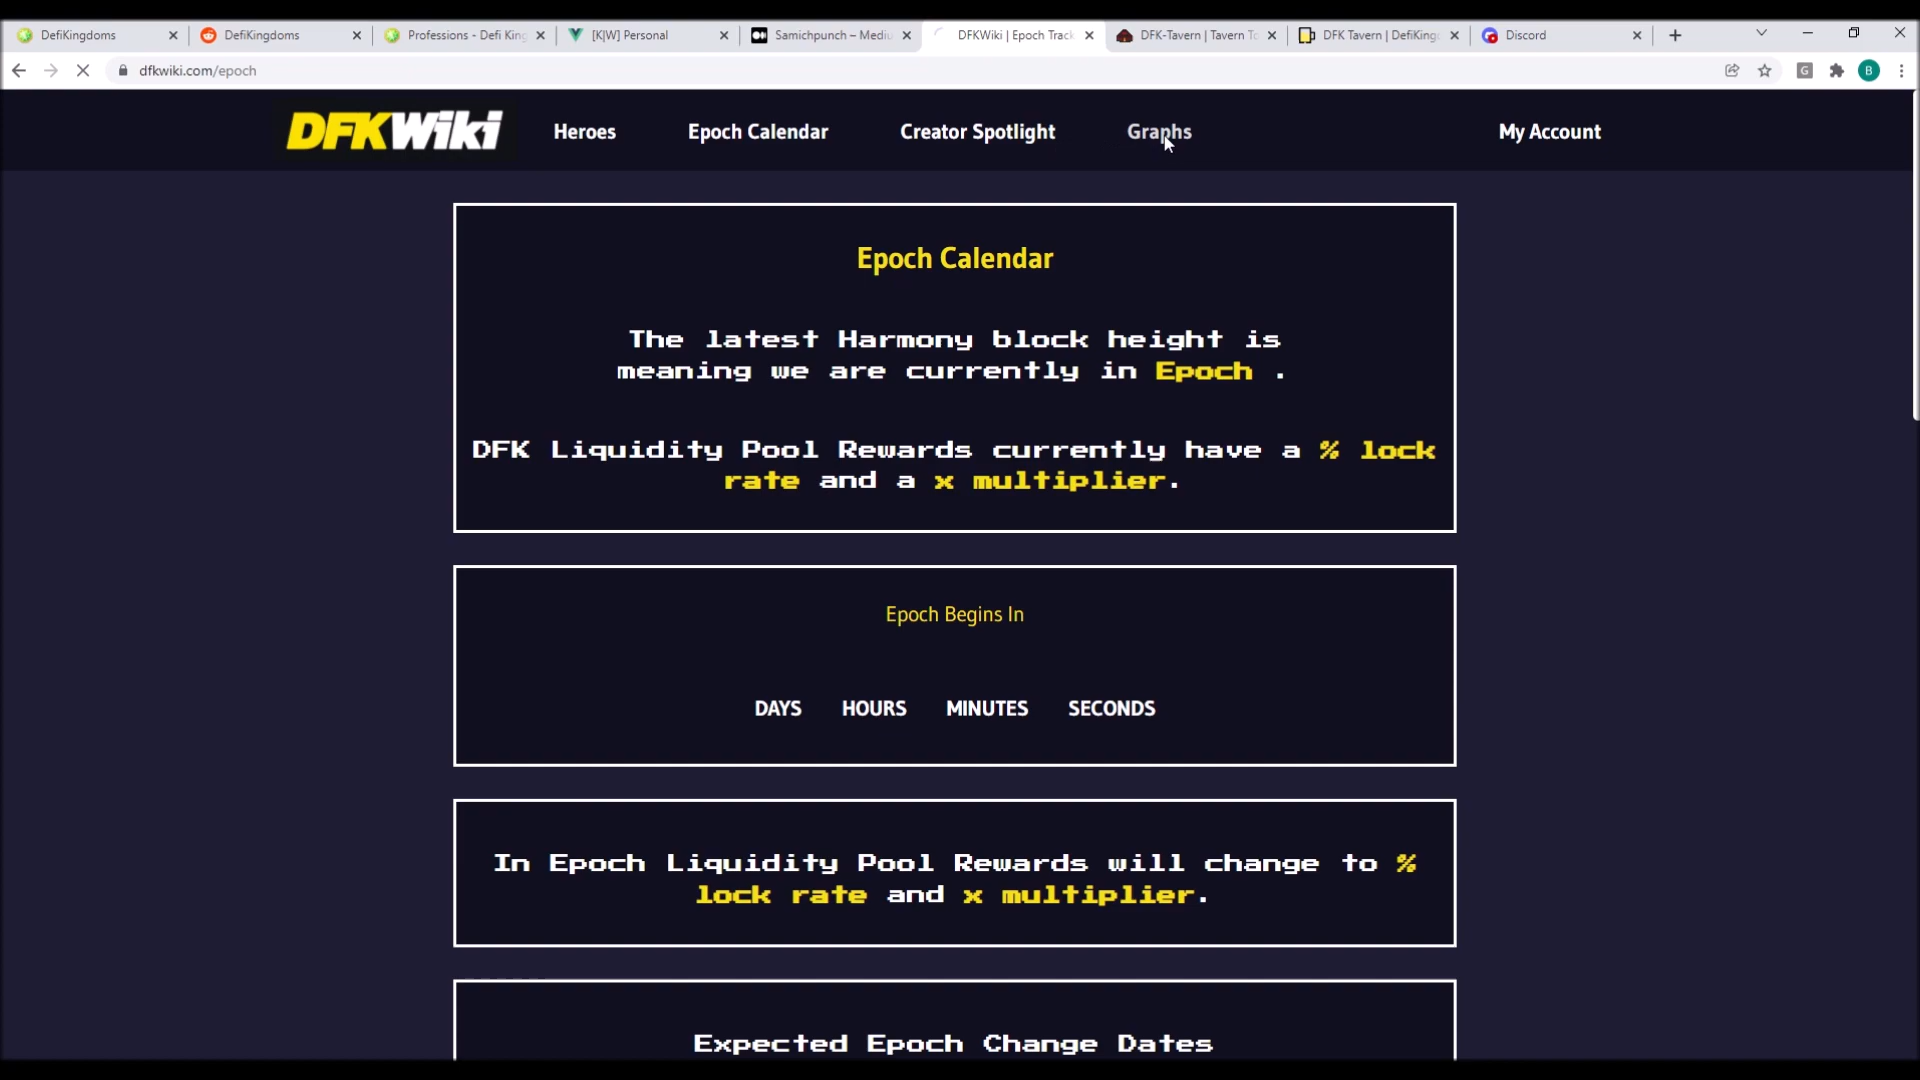 DefiKingdoms
DefiKingdoms
Professions - Defi King
[K|W] Personal
Samichpunch – Mediu
DFKWiki | Epoch Track
DFK-Tavern | Tavern To
DFK Tavern | DefiKing
Discord
dfkwiki.com/epoch
G
B
DFKWiki
Heroes
Epoch Calendar
Creator Spotlight
Graphs
My Account
Epoch Calendar
The latest Harmony block height is
meaning we are currently in Epoch .
DFK Liquidity Pool Rewards currently have a % lock
rate and a x multiplier.
Epoch Begins In
DAYS HOURS MINUTES SECONDS
In Epoch Liquidity Pool Rewards will change to %
lock rate and x multiplier.
Expected Epoch Change Dates